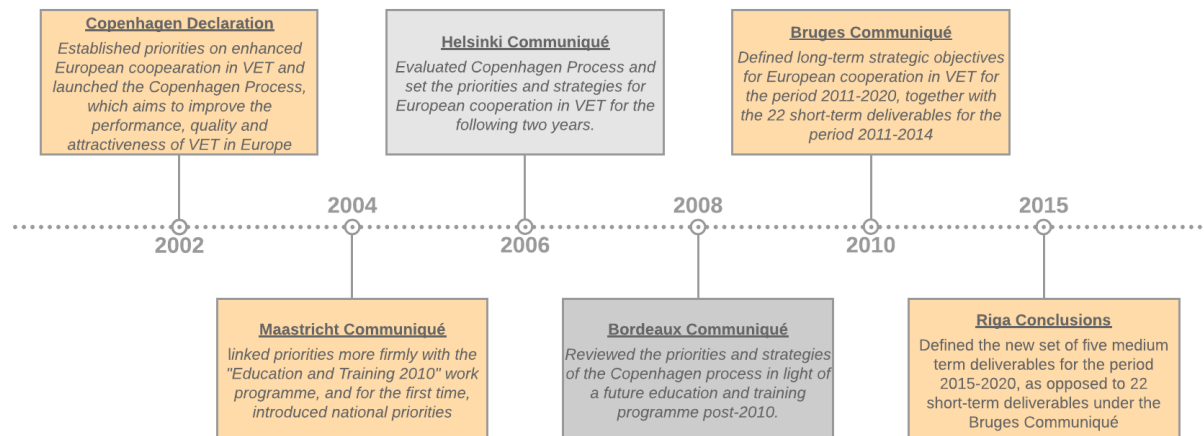 Copenhagen Declaration
Established priorities on enhanced
European coopearation in VET and
launched the Copenhagen Process,
which aims to improve the
performance, quality and
attractiveness of VET in Europe
Helsinki Communiqué
Evaluated Copenhagen Process and
set the priorities and strategies for
European cooperation in VET for the
following two years.
Bruges Communiqué
Defined long-term strategic objectives
for European cooperation in VET for
the period 2011-2020, together with
the 22 short-term deliverables for the
period 2011-2014
2002
2004
2006
2008
2010
2015
Maastricht Communiqué
linked priorities more firmly with the
"Education and Training 2010" work
programme, and for the first time,
introduced national priorities
Bordeaux Communiqué
Reviewed the priorities and strategies
of the Copenhagen process in light of
a future education and training
programme post-2010.
Riga Conclusions
Defined the new set of five medium
term deliverables for the period
2015-2020, as opposed to 22
short-term deliverables under the
Bruges Communiqué